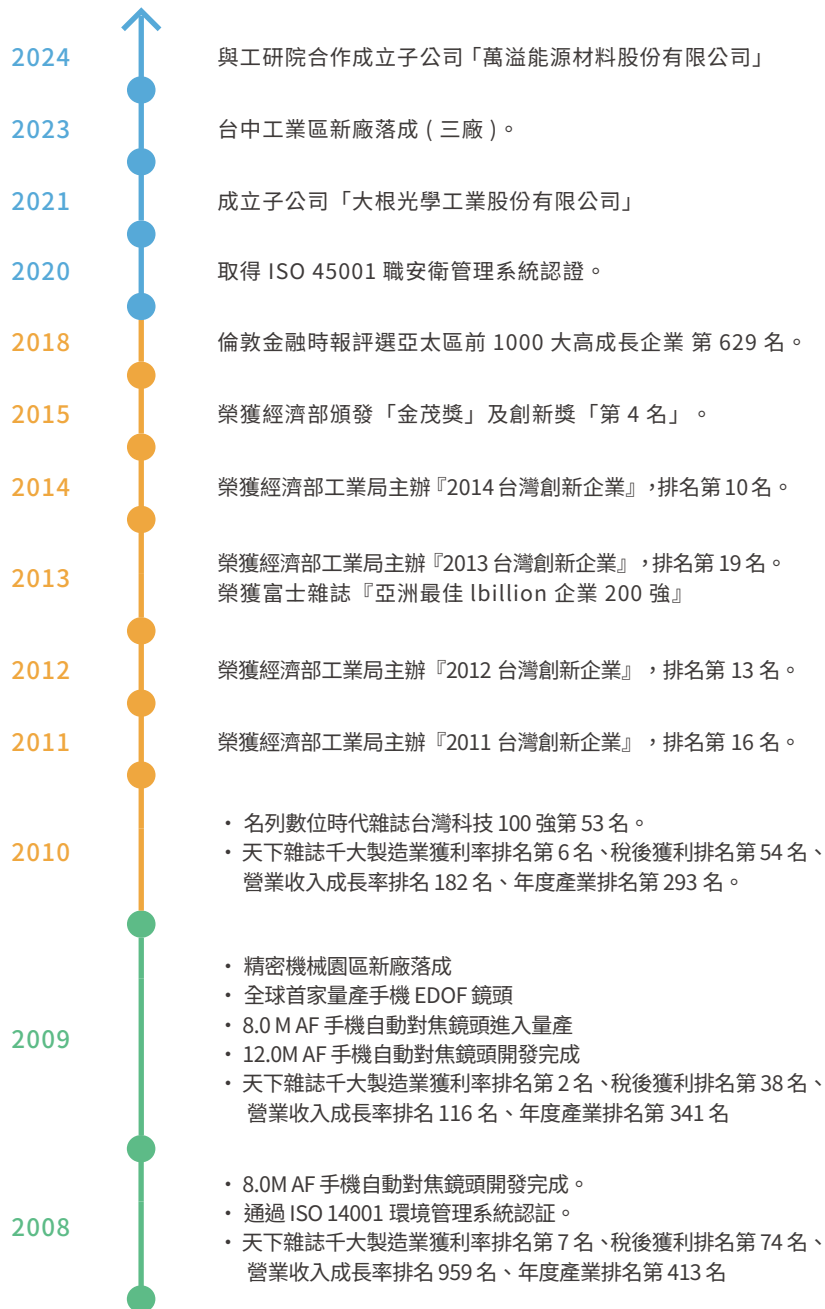 2024 與工研院合作成立子公司「萬溢能源材料股份有限公司」
2023 台中工業區新廠落成 ( 三廠 )。
2021 成立子公司「大根光學工業股份有限公司」
2020 取得 ISO 45001 職安衛管理系統認證。
2018 倫敦金融時報評選亞太區前 1000 大高成長企業 第 629 名。
2015 榮獲經濟部頒發「金茂獎」及創新獎「第 4 名」。
2014 榮獲經濟部工業局主辦『2014 台灣創新企業』,排名第 10 名。
2013 榮獲經濟部工業局主辦『2013 台灣創新企業』,排名第 19 名。
榮獲富士雜誌『亞洲最佳 lbillion 企業 200 強』
2012 榮獲經濟部工業局主辦『2012 台灣創新企業』,排名第 13 名。
2011 榮獲經濟部工業局主辦『2011 台灣創新企業』,排名第 16 名。
2010
・ 名列數位時代雜誌台灣科技 100 強第 53 名。
・ 天下雜誌千大製造業獲利率排名第 6 名、稅後獲利排名第 54 名、
營業收入成長率排名 182 名、年度產業排名第 293 名。
2009
・ 精密機械園區新廠落成
・ 全球首家量產手機 EDOF 鏡頭
・ 8.0 M AF 手機自動對焦鏡頭進入量產
・ 12.0M AF 手機自動對焦鏡頭開發完成
・ 天下雜誌千大製造業獲利率排名第 2 名、稅後獲利排名第 38 名、
營業收入成長率排名 116 名、年度產業排名第 341 名
2008
・ 8.0M AF 手機自動對焦鏡頭開發完成。
・ 通過 ISO 14001 環境管理系統認証。
・ 天下雜誌千大製造業獲利率排名第 7 名、稅後獲利排名第 74 名、
營業收入成長率排名 959 名、年度產業排名第 413 名